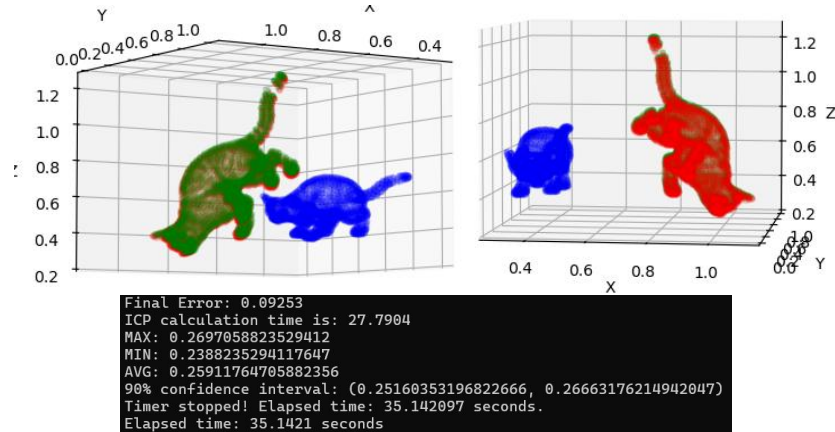 Y
X
0.0 0.2 0.4 0.6 0.8 1.0
1.0 0.8 0.6 0.4
1.2
1.0
0.8
0.6
0.4
0.2
1.2
1.0
0.8
Z
0.6
0.4
0.2
0.4 0.6 0.8 1.0
X
Y
Final Error: 0.09253
ICP calculation time is: 27.7904
MAX: 0.2697058823529412
MIN: 0.2388235294117647
AVG: 0.25911764705882356
90% confidence interval: (0.25160353196822666, 0.26663176214942047)
Timer stopped! Elapsed time: 35.142097 seconds.
Elapsed time: 35.1421 seconds